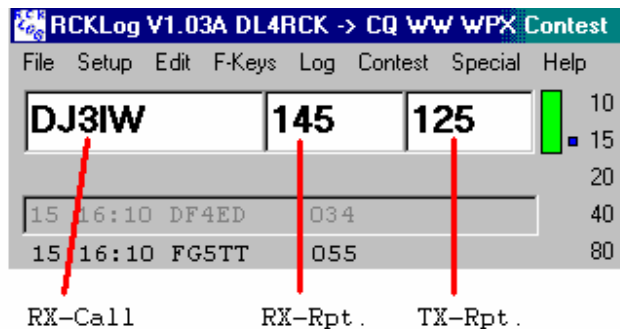 RCKLog V1.03A DL4RCK -> CQ WW WPX Contest
File Setup Edit F-Keys Log Contest Special Help
DJ3IW 145 125
10
15
20
15 16:10 DF4ED 034 40
15 16:10 FG5TT 055 80
RX-Call RX-Rpt. TX-Rpt.